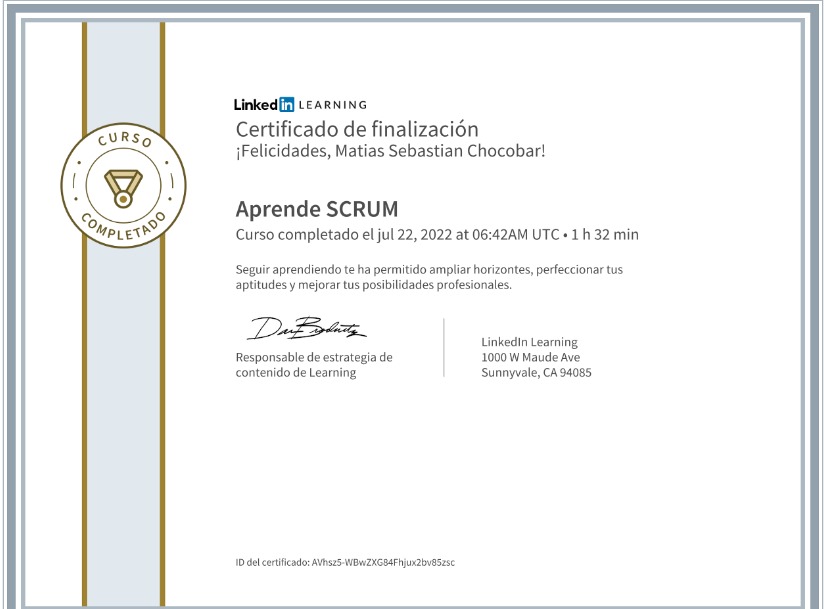 Linked in LEARNING
Certificado de finalización
¡Felicidades, Matias Sebastian Chocobar!
CURSO
COMPLETADO
Aprende SCRUM
Curso completado el jul 22, 2022 at 06:42AM UTC • 1 h 32 min
Seguir aprendiendo te ha permitido ampliar horizontes, perfeccionar tus
aptitudes y mejorar tus posibilidades profesionales.
Responsable de estrategia de
contenido de Learning
LinkedIn Learning
1000 W Maude Ave
Sunnyvale, CA 94085
ID del certificado: AVhsz5-WBwZXG84Fhjux2bv85zsc